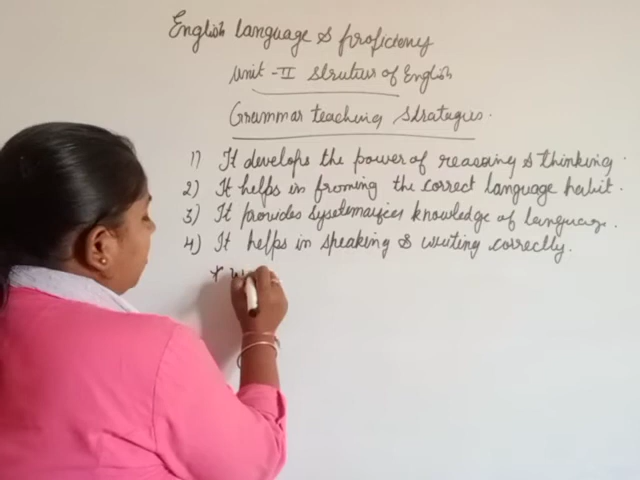 English language & proficiency
Unit - II Strutur of English
Grammar teaching Strategies.
1) It develops the power of reasoning & thinking.
2) It helps in froming the correct language habit.
3) It provides knowledge of language.
4) It helps in speaking & writing correctly.
*